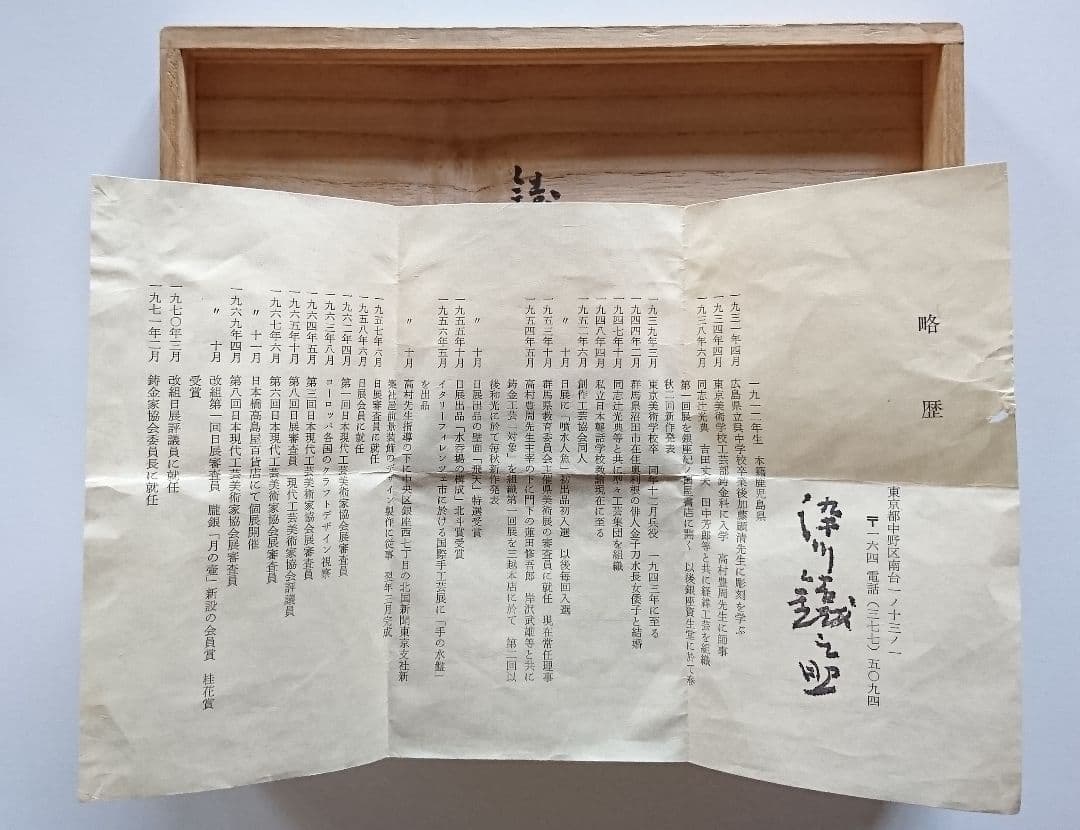 鋳
略歴
東京都中野区南台一ノ十三ノ一
〒一六四 電話(三七七)五〇九四
津川鐵之助
一九一一年生 本籍鹿児島県
一九三一年四月 広島県立呉中学校卒業後加藤顕清先生に彫刻を学ぶ
一九三四年四月 東京美術学校工芸部鋳金科に入学 高村豊周先生に師事
一九三八年六月 同志辻光典 吉田丈夫 田中芳郎等と共に経緯工芸を組織
第一回展を銀座紀ノ国屋書店に開く 以後銀座資生堂に於て春
秋二回新作発表
一九三九年三月 東京美術学校卒 同年十二月兵役 一九四三年に至る
一九四四年二月 群馬県沼田市在住奥利根の俳人金子刀水長女倭子と結婚
一九四七年十月 同志辻光典等と共に型々工芸集団を組織
一九四八年四月 私立日本聾話学校教諭現在に至る
一九五二年六月 創作工芸協会同人
〃 十月 日展に「噴水人魚」初出品初入選 以後毎回入選
一九五三年十月 群馬県教育委員会主催県美術展の審査員に就任 現在常任理事
一九五四年五月 高村豊周先生主宰の下に門下の蓮田修吾郎 岸沢武雄等と共に
鋳金工芸「対象」を組織第一回展を三越本店に於て 第二回以
後和光に於て毎秋新作発表
〃 十月 日展出品の壁面「飛天」特選受賞
一九五五年十月 日展出品「水呑場の構成」北斗賞受賞
一九五六年五月 イタリーフィレンツェ市に於ける国際手工芸展に「手の水盤」
を出品
〃 十月 高村先生指導の下に中央区銀座西七丁目の北国新聞東京支社新
築社屋前景装飾のデザイン製作に従事 翌年三月完成
一九五七年六月 日展審査員に就任
一九五八年六月 日展会員に就任
一九六二年四月 第一回日本現代工芸美術家協会展審査員
一九六三年八月 ヨーロッパ各国のクラフトデザイン視察
一九六四年五月 第三回日本現代工芸美術家協会展審査員
一九六五年十月 第八回日展審査員 現代工芸美術家協会評議員
一九六七年六月 第六回日本現代工芸美術家協会展審査員
〃 十一月 日本橋高島屋百貨店にて個展開催
一九六九年四月 第八回日本現代工芸美術家協会展審査員
〃 十月 改組第一回日展審査員 朧銀「月の壷」新設の会員賞 桂花賞
受賞
一九七〇年三月 改組日展評議員に就任
一九七一年二月 鋳金家協会委員長に就任